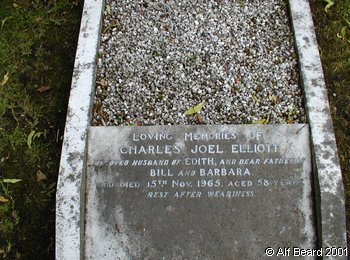 LOVING MEMORIES OF
CHARLES JOEL ELLIOTT
BELOVED HUSBAND OF EDITH, AND DEAR FATHER
BILL AND BARBARA
WHO DIED 15TH NOV. 1965, AGED 58 YEARS
REST AFTER WEARINESS.
© Alf Beard 2001